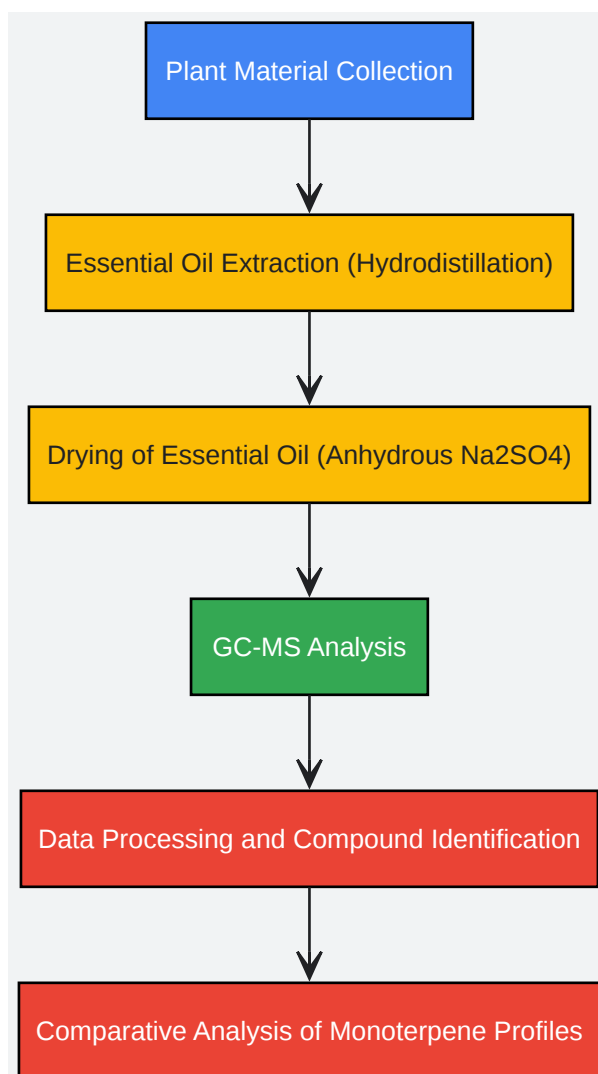 Plant Material Collection
Essential Oil Extraction (Hydrodistillation)
Drying of Essential Oil (Anhydrous Na2SO4)
GC-MS Analysis
Data Processing and Compound Identification
Comparative Analysis of Monoterpene Profiles